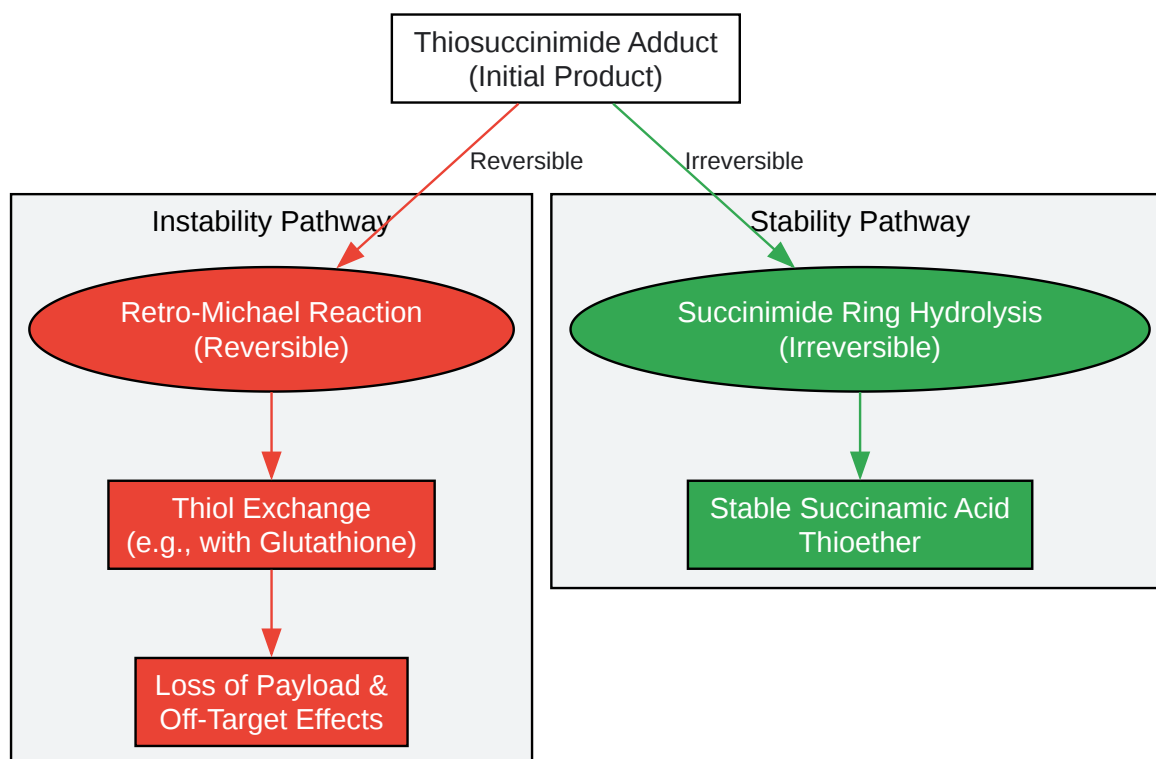 Thiosuccinimide Adduct
(Initial Product)
Reversible
Irreversible
Instability Pathway
Retro-Michael Reaction
(Reversible)
Thiol Exchange
(e.g., with Glutathione)
Loss of Payload &
Off-Target Effects
Stability Pathway
Succinimide Ring Hydrolysis
(Irreversible)
Stable Succinamic Acid
Thioether